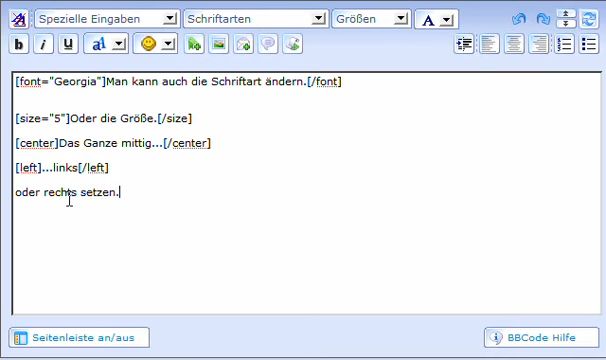 Spezielle Eingaben Schriftarten Größen A
b i u a
[font="Georgia"]Man kann auch die Schriftart ändern.[/font]
[size="5"]Oder die Größe.[/size]
[center]Das Ganze mittig...[/center]
[left]...links[/left]
oder rechts setzen.
Seitenleiste an/aus BBCode Hilfe